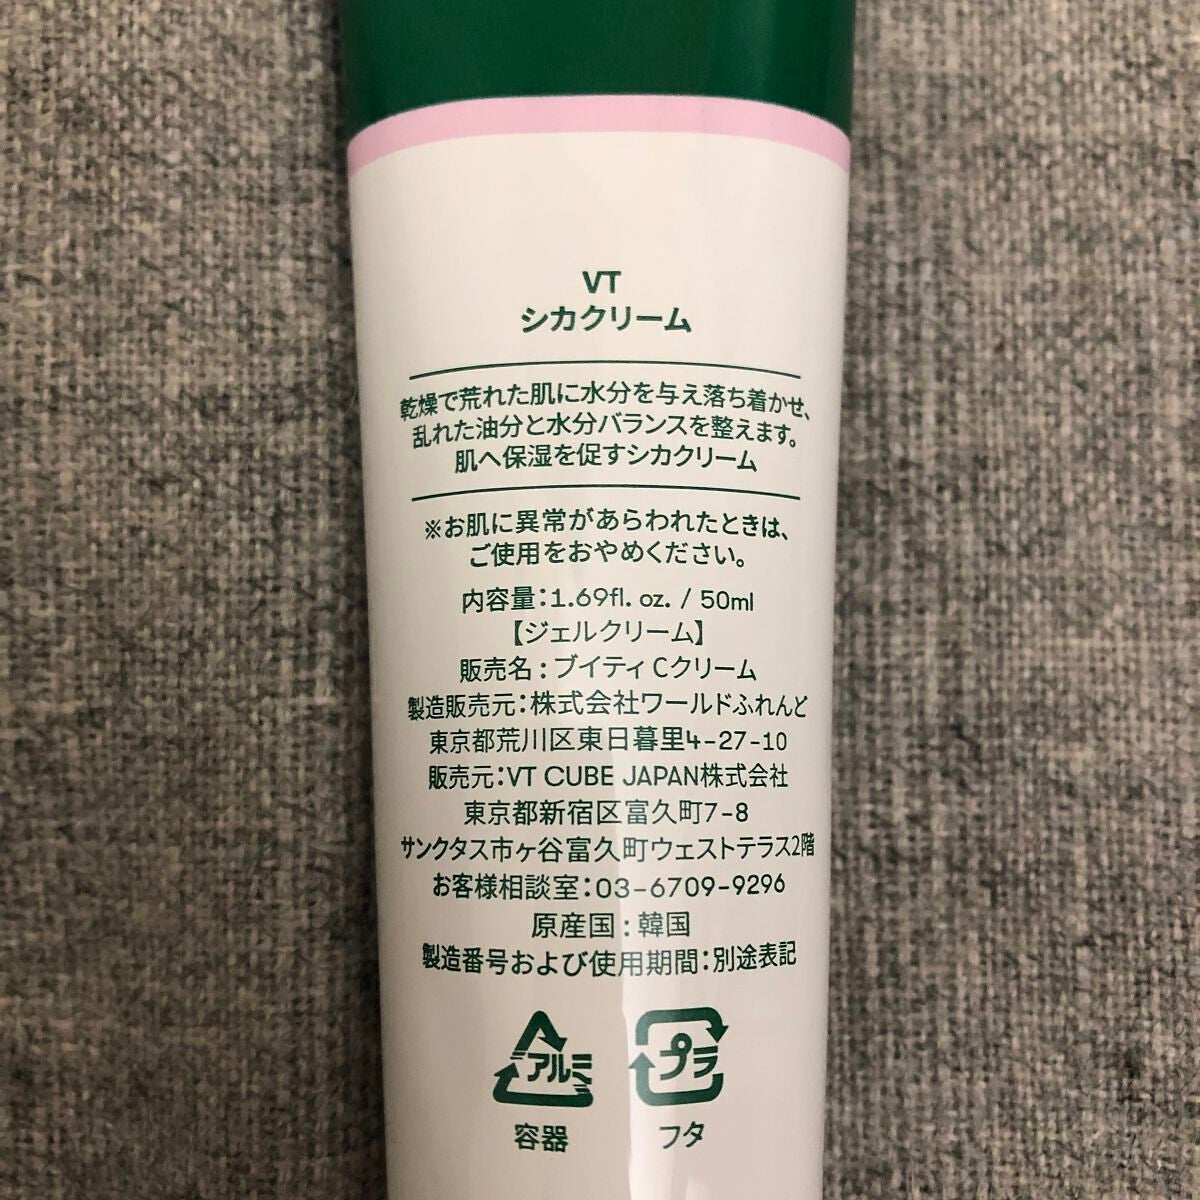 VT
シカクリーム
乾燥で荒れた肌に水分を与え落ち着かせ、
乱れた油分と水分バランスを整えます。
肌へ保湿を促すシカクリーム
※お肌に異常があらわれたときは、
ご使用をおやめください。
内容量:1.69fl. oz. / 50ml
【ジェルクリーム】
販売名 : ブイティ Cクリーム
製造販売元:株式会社ワールドふれんど
東京都荒川区東日暮里4-27-10
販売元:VT CUBE JAPAN株式会社
東京都新宿区富久町7-8
サンクタス市ヶ谷富久町ウェストテラス2階
お客様相談室:03-6709-9296
原産国 : 韓国
製造番号および使用期間:別途表記
アルミ プラ
容器 フタ